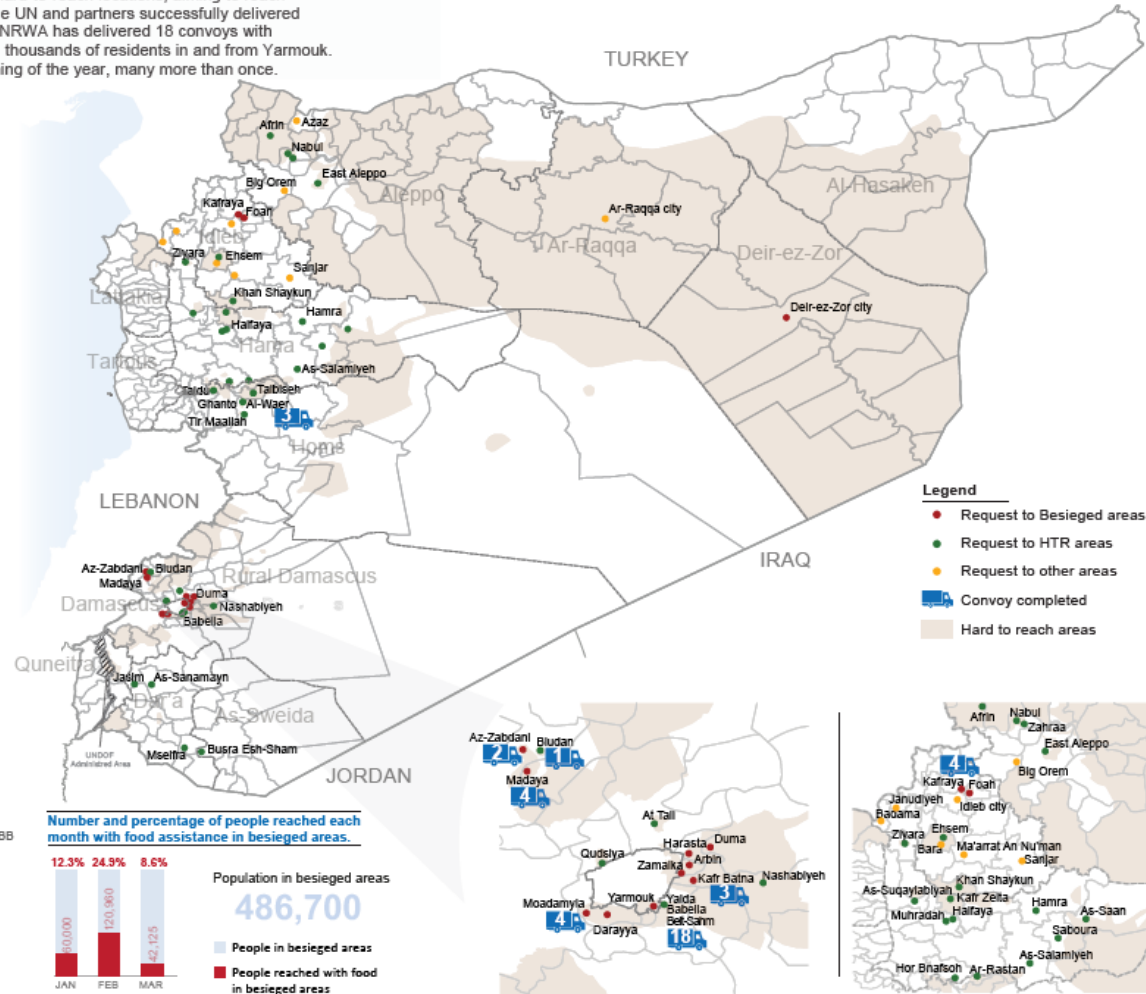 e UN and partners successfully delivered
NRWA has delivered 18 convoys with
thousands of residents in and from Yarmouk.
ing of the year, many more than once.
TURKEY
Afrin
Azaz
Nabul
East Aleppo
Big Orem
Aleppo
Kafraya
Foah
Idleb
Ziyara
Ehsem
Sanjar
Khan Shaykun
Lattakia
Hamra
Halfaya
Hama
Tartous
As-Salamiyeh
Taldu
Talbiseh
Ghanto
Al-Waer
Tir Maallah
3
Homs
Ar-Raqqa city
Ar-Raqqa
Al-Hasakeh
Deir-ez-Zor
Deir-ez-Zor city
LEBANON
IRAQ
Az-Zabdani
Bludan
Madaya
Rural Damascus
Duma
Damascus
Nashabiyeh
Babella
Quneitra
Jasim
As-Sanamayn
Dar'a
As-Sweida
UNDOF
Administred Area
Mseifra
Busra Esh-Sham
JORDAN
Legend
Request to Besieged areas
Request to HTR areas
Request to other areas
Convoy completed
Hard to reach areas
BB
Number and percentage of people reached each
month with food assistance in besieged areas.
12.3% 24.9% 8.6%
60,000
120,960
42,125
JAN FEB MAR
Population in besieged areas
486,700
People in besieged areas
People reached with food
in besieged areas
Az-Zabdani
2
Bludan
1
Madaya
4
At Tall
Qudsiya
Harasta
Duma
Zamalka
Arbin
Kafr Batna
Nashabiyeh
3
Moadamyia
4
Darayya
Yarmouk
Yalda
Babella
Beit-Sahm
18
Afrin
Nabul
Zahraa
East Aleppo
4
Big Orem
Kafraya
Foah
Janudiyeh
Idleb city
Badama
Ziyara
Ehsem
Bara
Ma'arrat An Nu'man
Sanjar
Khan Shaykun
As-Suqaylabiyah
Kafr Zeita
Muhradah
Halfaya
Hamra
As-Saan
Saboura
As-Salamiyeh
Hor Bnafsoh
Ar-Rastan